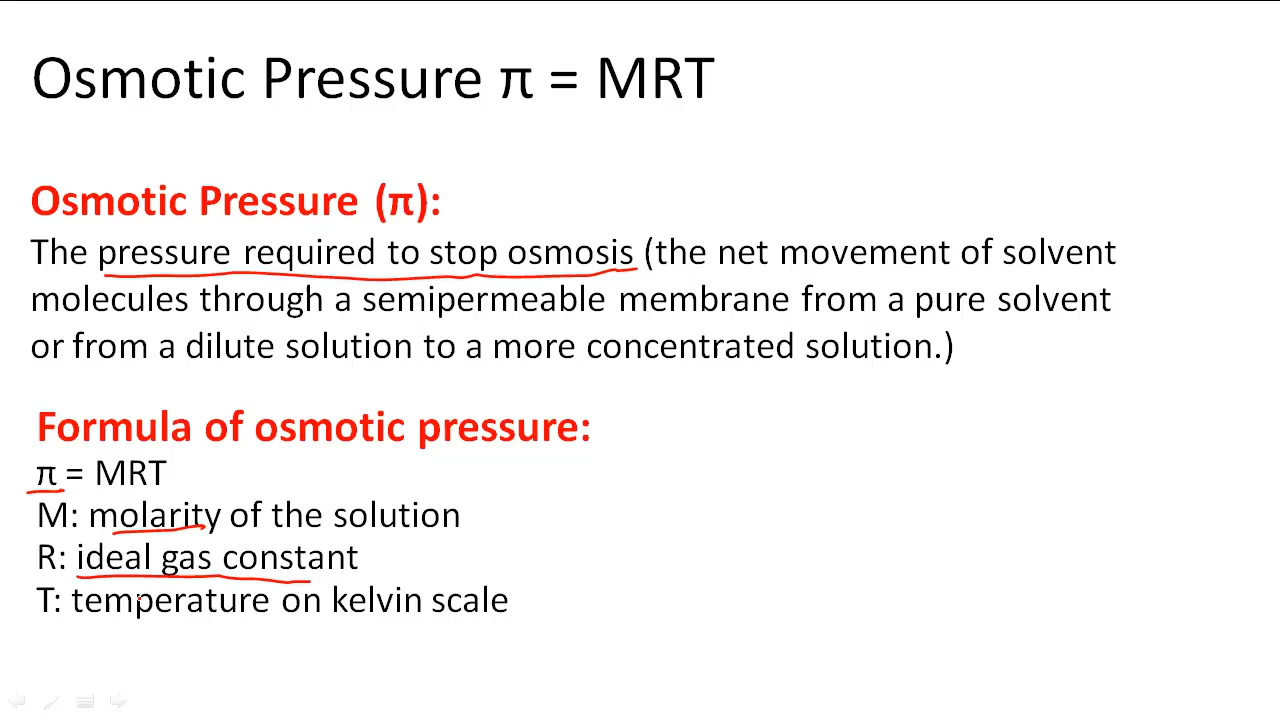 Osmotic Pressure π = MRT
Osmotic Pressure (π):
The pressure required to stop osmosis (the net movement of solvent
molecules through a semipermeable membrane from a pure solvent
or from a dilute solution to a more concentrated solution.)
Formula of osmotic pressure:
π = MRT
M: molarity of the solution
R: ideal gas constant
T: temperature on kelvin scale